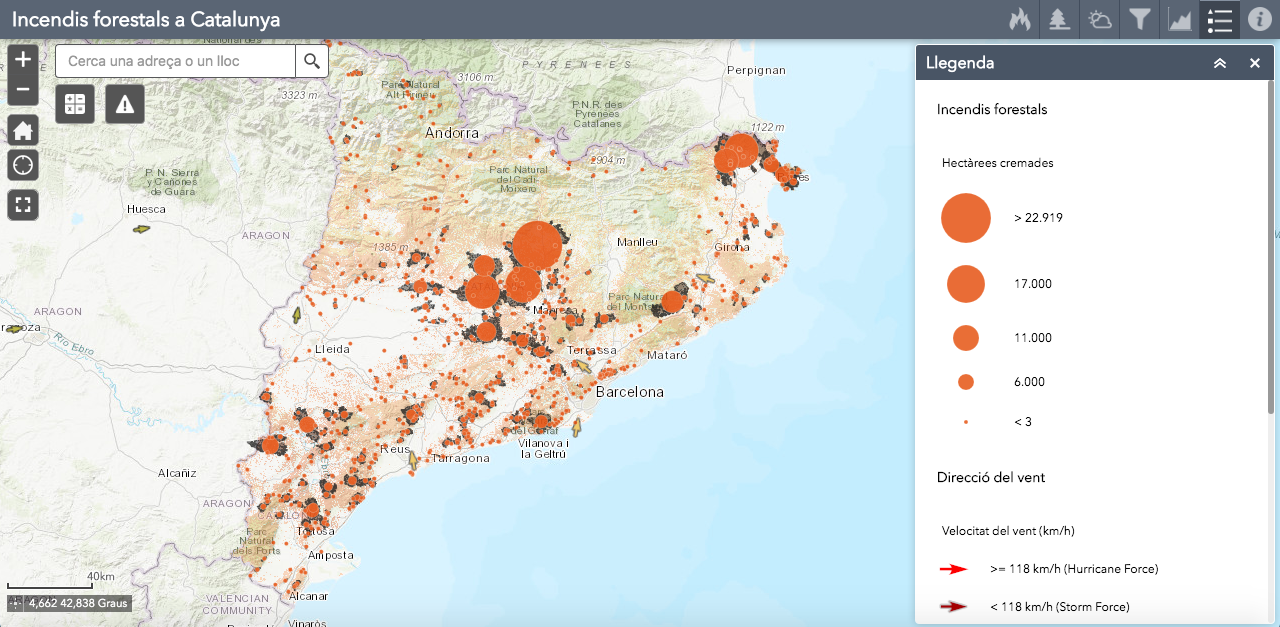 Incendis forestals a Catalunya
Cerca una adreça o un lloc
Llegenda
Incendis forestals
Hectàrees cremades
> 22.919
17.000
11.000
6.000
< 3
Direcció del vent
Velocitat del vent (km/h)
>= 118 km/h (Hurricane Force)
< 118 km/h (Storm Force)
P Y R E N E E S
Perpignan
3106 m
3323 m
Parc Natural
Alt Pirineu
P.N.R. des
Pyrénées
Catalanes
Andorra
1122 m
2904 m
Parc Natural
del Cadí-
Moixeró
P. N. Sierra
y Cañones
de Guara
Huesca
ARAGON
1385 m
Manlleu
Girona
Parc Natural
del Montseny
ARAGON
Río Ebro
Manresa
Lleida
Terrassa
Mataró
Barcelona
Parc
del Garraf
Vilanova i
la Geltrú
Reus
Tarragona
Alcañiz
ARAGON
Parc
Natural
dels Ports
Tortosa
Amposta
Alcanar
VALENCIAN
COMMUNITY
Vinaròs
40km
4,662 42,838 Graus